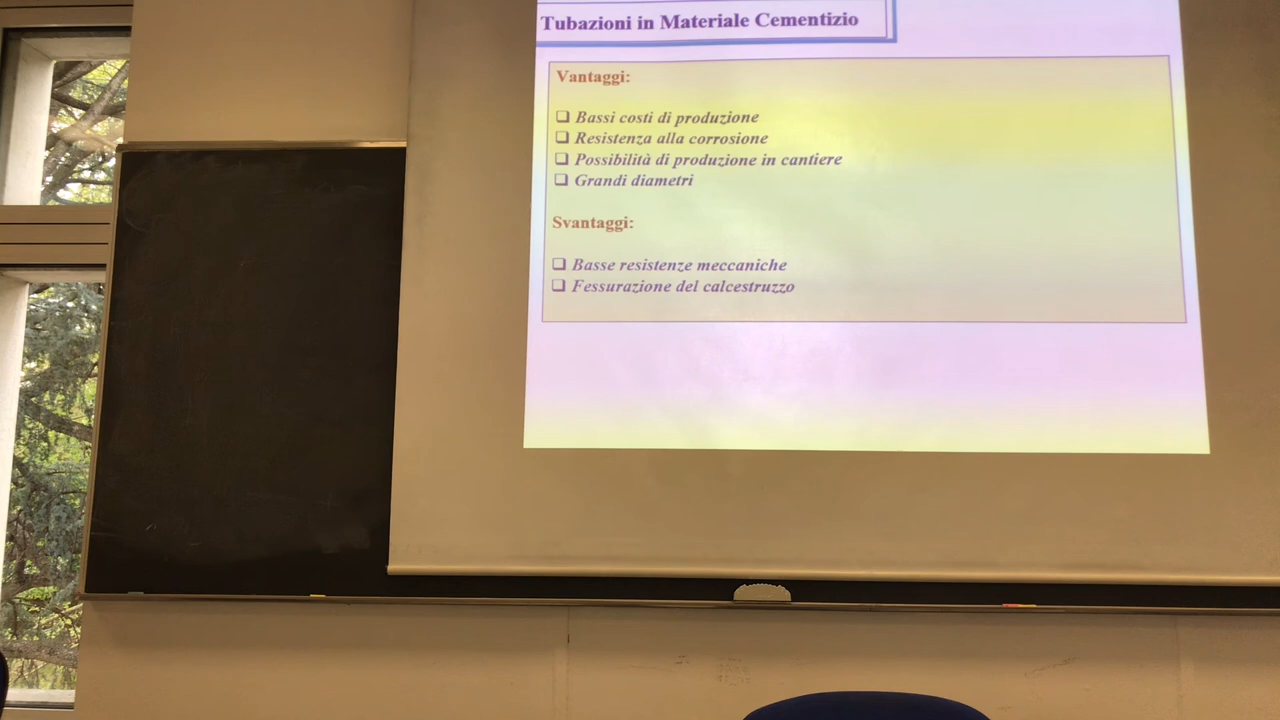 Tubazioni in Materiale Cementizio
Vantaggi:
❑ Bassi costi di produzione
❑ Resistenza alla corrosione
❑ Possibilità di produzione in cantiere
❑ Grandi diametri
Svantaggi:
❑ Basse resistenze meccaniche
❑ Fessurazione del calcestruzzo